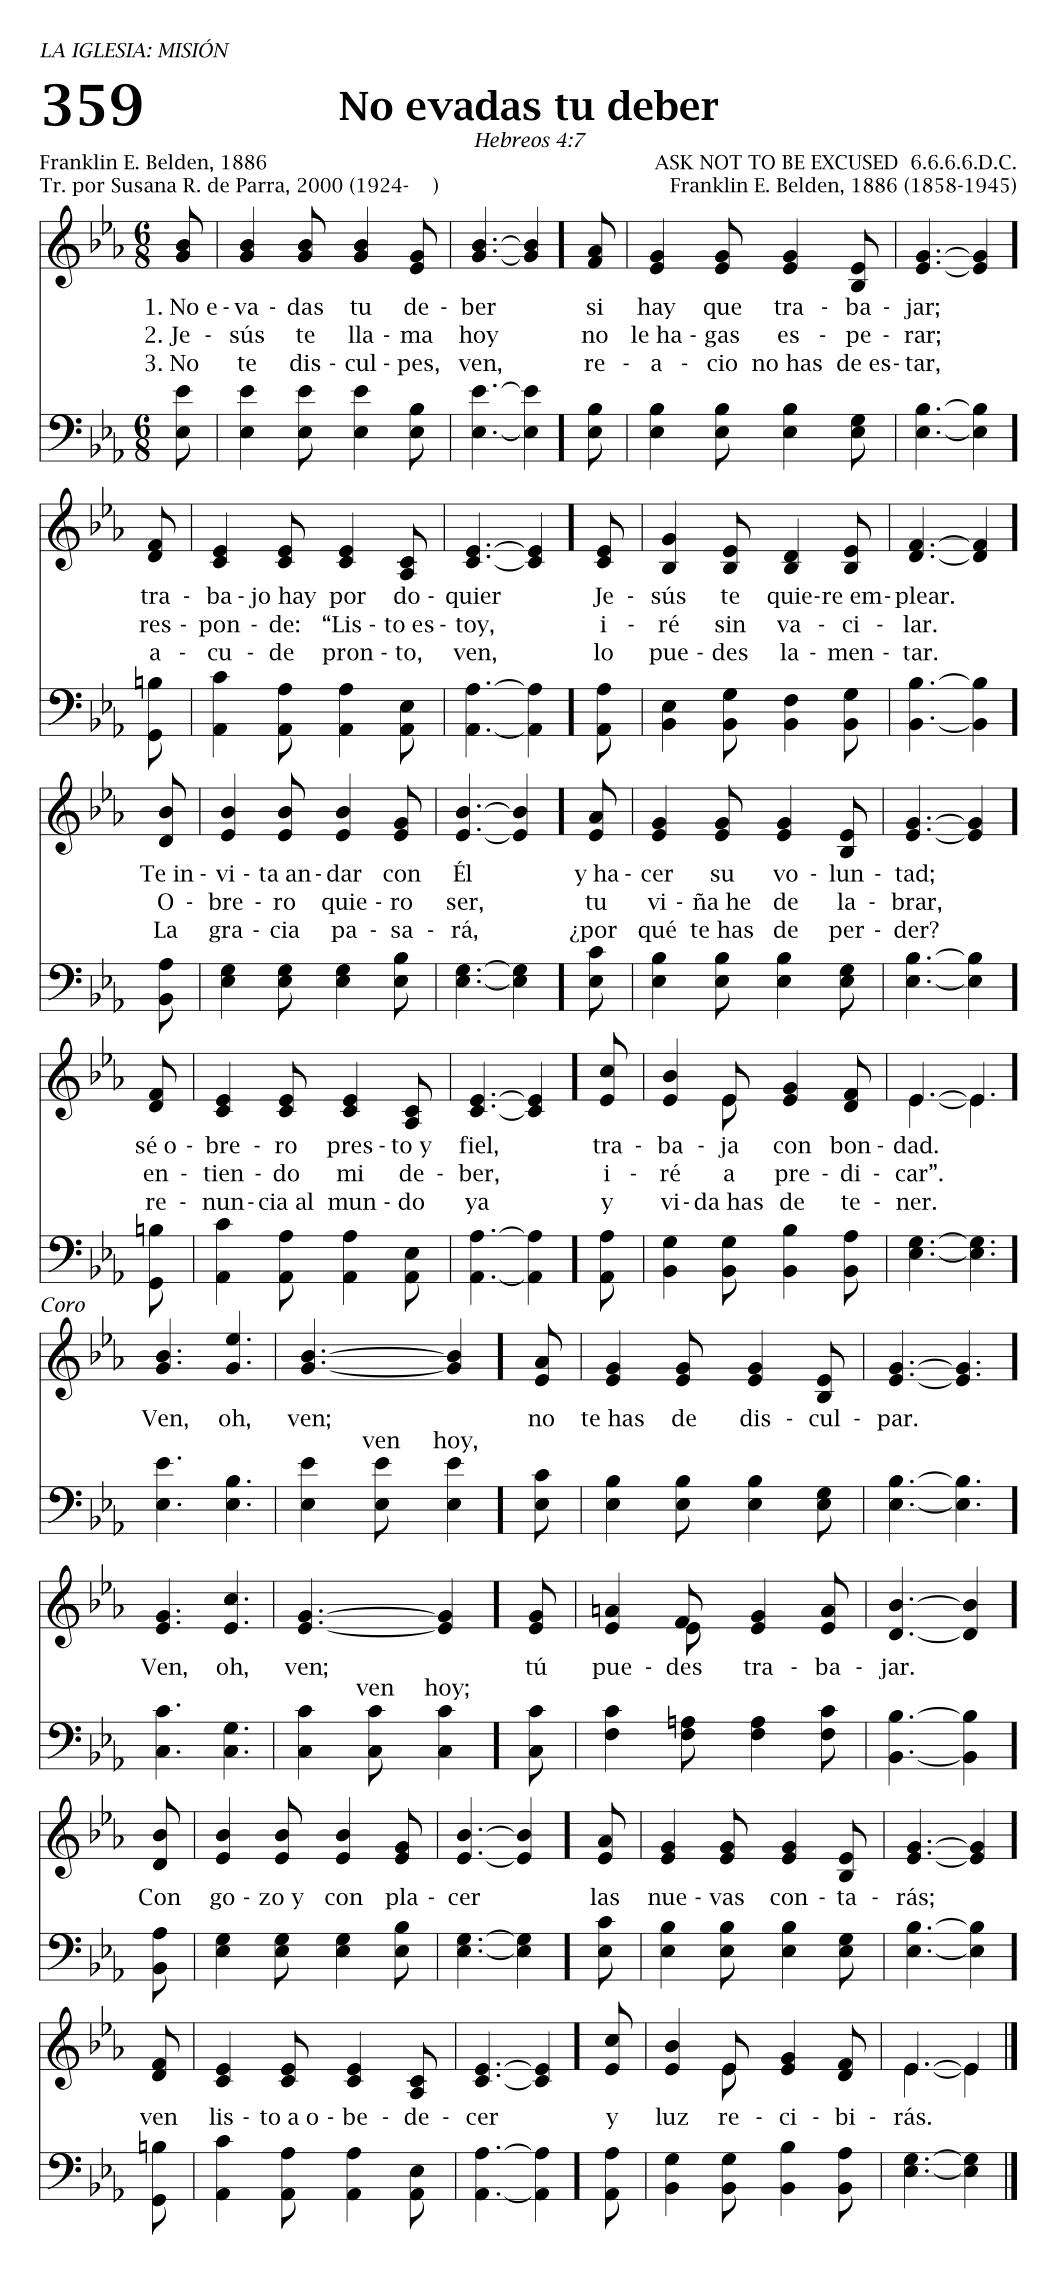 LA IGLESIA: MISIÓN
359
No evadas tu deber
Hebreos 4:7
Franklin E. Belden, 1886
ASK NOT TO BE EXCUSED 6.6.6.6.D.C.
Tr. por Susana R. de Parra, 2000 (1924- )
Franklin E. Belden, 1886 (1858-1945)
1. No e - va - das tu de - ber si hay que tra - ba - jar;
2. Je - sús te lla - ma hoy no le ha - gas es - pe - rar;
3. No te dis - cul - pes, ven, re - a - cio no has de es - tar,
tra - ba - jo hay por do - quier Je - sús te quie - re em - plear.
res - pon - de: “Lis - to es - toy, i - ré sin va - ci - lar.
a - cu - de pron - to, ven, lo pue - des la - men - tar.
Te in - vi - ta an - dar con Él y ha - cer su vo - lun - tad;
O - bre - ro quie - ro ser, tu vi - ña he de la - brar,
La gra - cia pa - sa - rá, ¿por qué te has de per - der?
sé o - bre - ro pres - to y fiel, tra - ba - ja con bon - dad.
en - tien - do mi de - ber, i - ré a pre - di - car”.
re - nun - cia al mun - do ya y vi - da has de te - ner.
Coro
Ven, oh, ven; no te has de dis - cul - par.
ven hoy,
Ven, oh, ven; tú pue - des tra - ba - jar.
ven hoy;
Con go - zo y con pla - cer las nue - vas con - ta - rás;
ven lis - to a o - be - de - cer y luz re - ci - bi - rás.